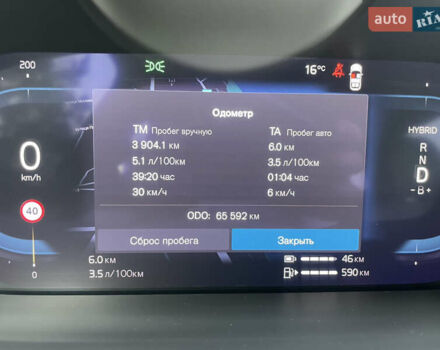 auto RIA
200
16°C
Одометр
HYBRID
TM Пробег вручную
TA Пробег авто
3 904.1 км
6.0 км
5.1 л/100км
3.5 л/100км
39:20 час
01:04 час
30 км/ч
6 км/ч
0
km/h
R
N
D
-B+
40
ODO: 65 592 км
Сброс пробега
Закрыть
6.0 км
46 км
0
3.5 л/100км
590 км